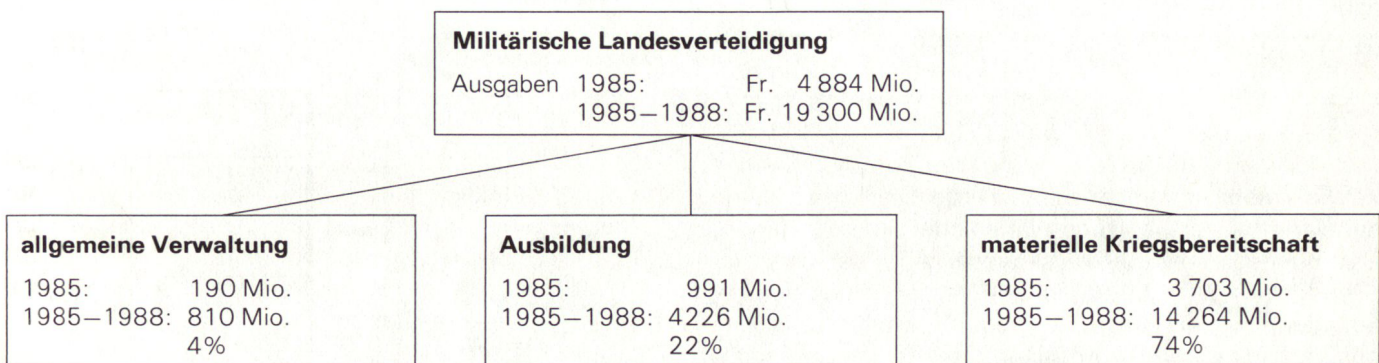 Militärische Landesverteidigung
Ausgaben 1985: Fr. 4 884 Mio.
1985–1988: Fr. 19 300 Mio.
allgemeine Verwaltung
1985: 190 Mio.
1985–1988: 810 Mio.
4%
Ausbildung
1985: 991 Mio.
1985–1988: 4226 Mio.
22%
materielle Kriegsbereitschaft
1985: 3 703 Mio.
1985–1988: 14 264 Mio.
74%